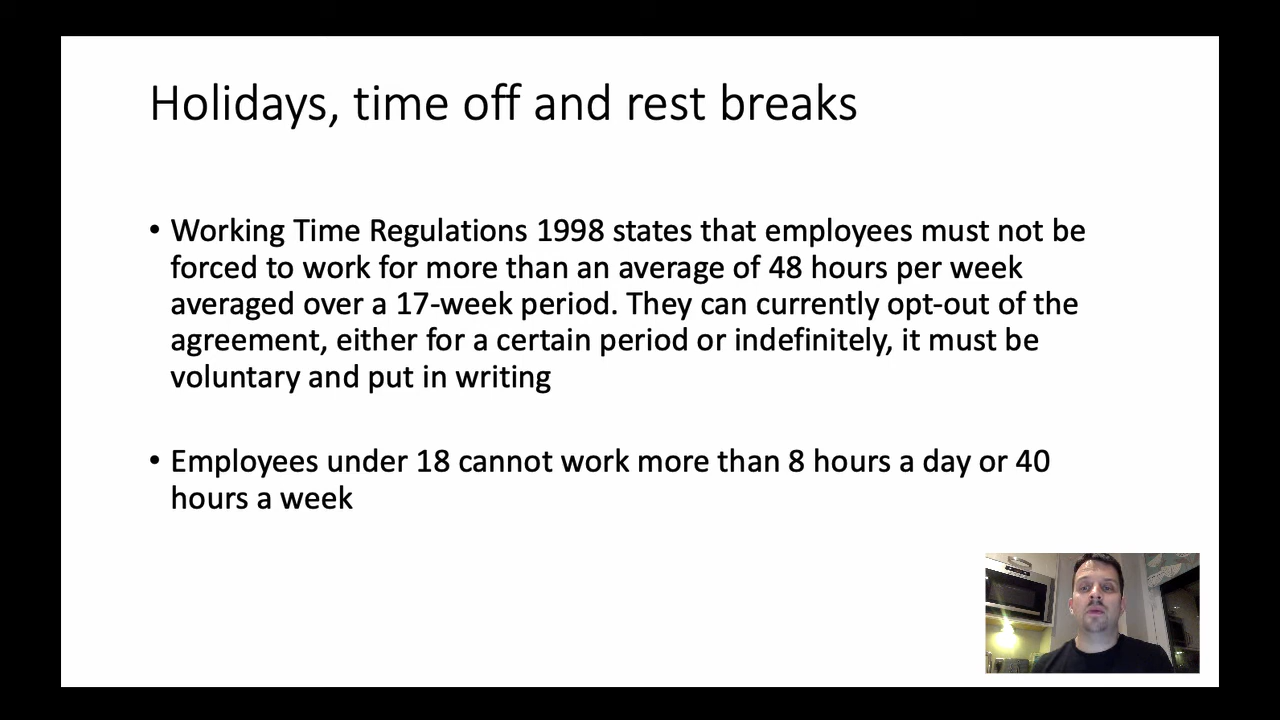 Holidays, time off and rest breaks
• Working Time Regulations 1998 states that employees must not be
forced to work for more than an average of 48 hours per week
averaged over a 17-week period. They can currently opt-out of the
agreement, either for a certain period or indefinitely, it must be
voluntary and put in writing
• Employees under 18 cannot work more than 8 hours a day or 40
hours a week